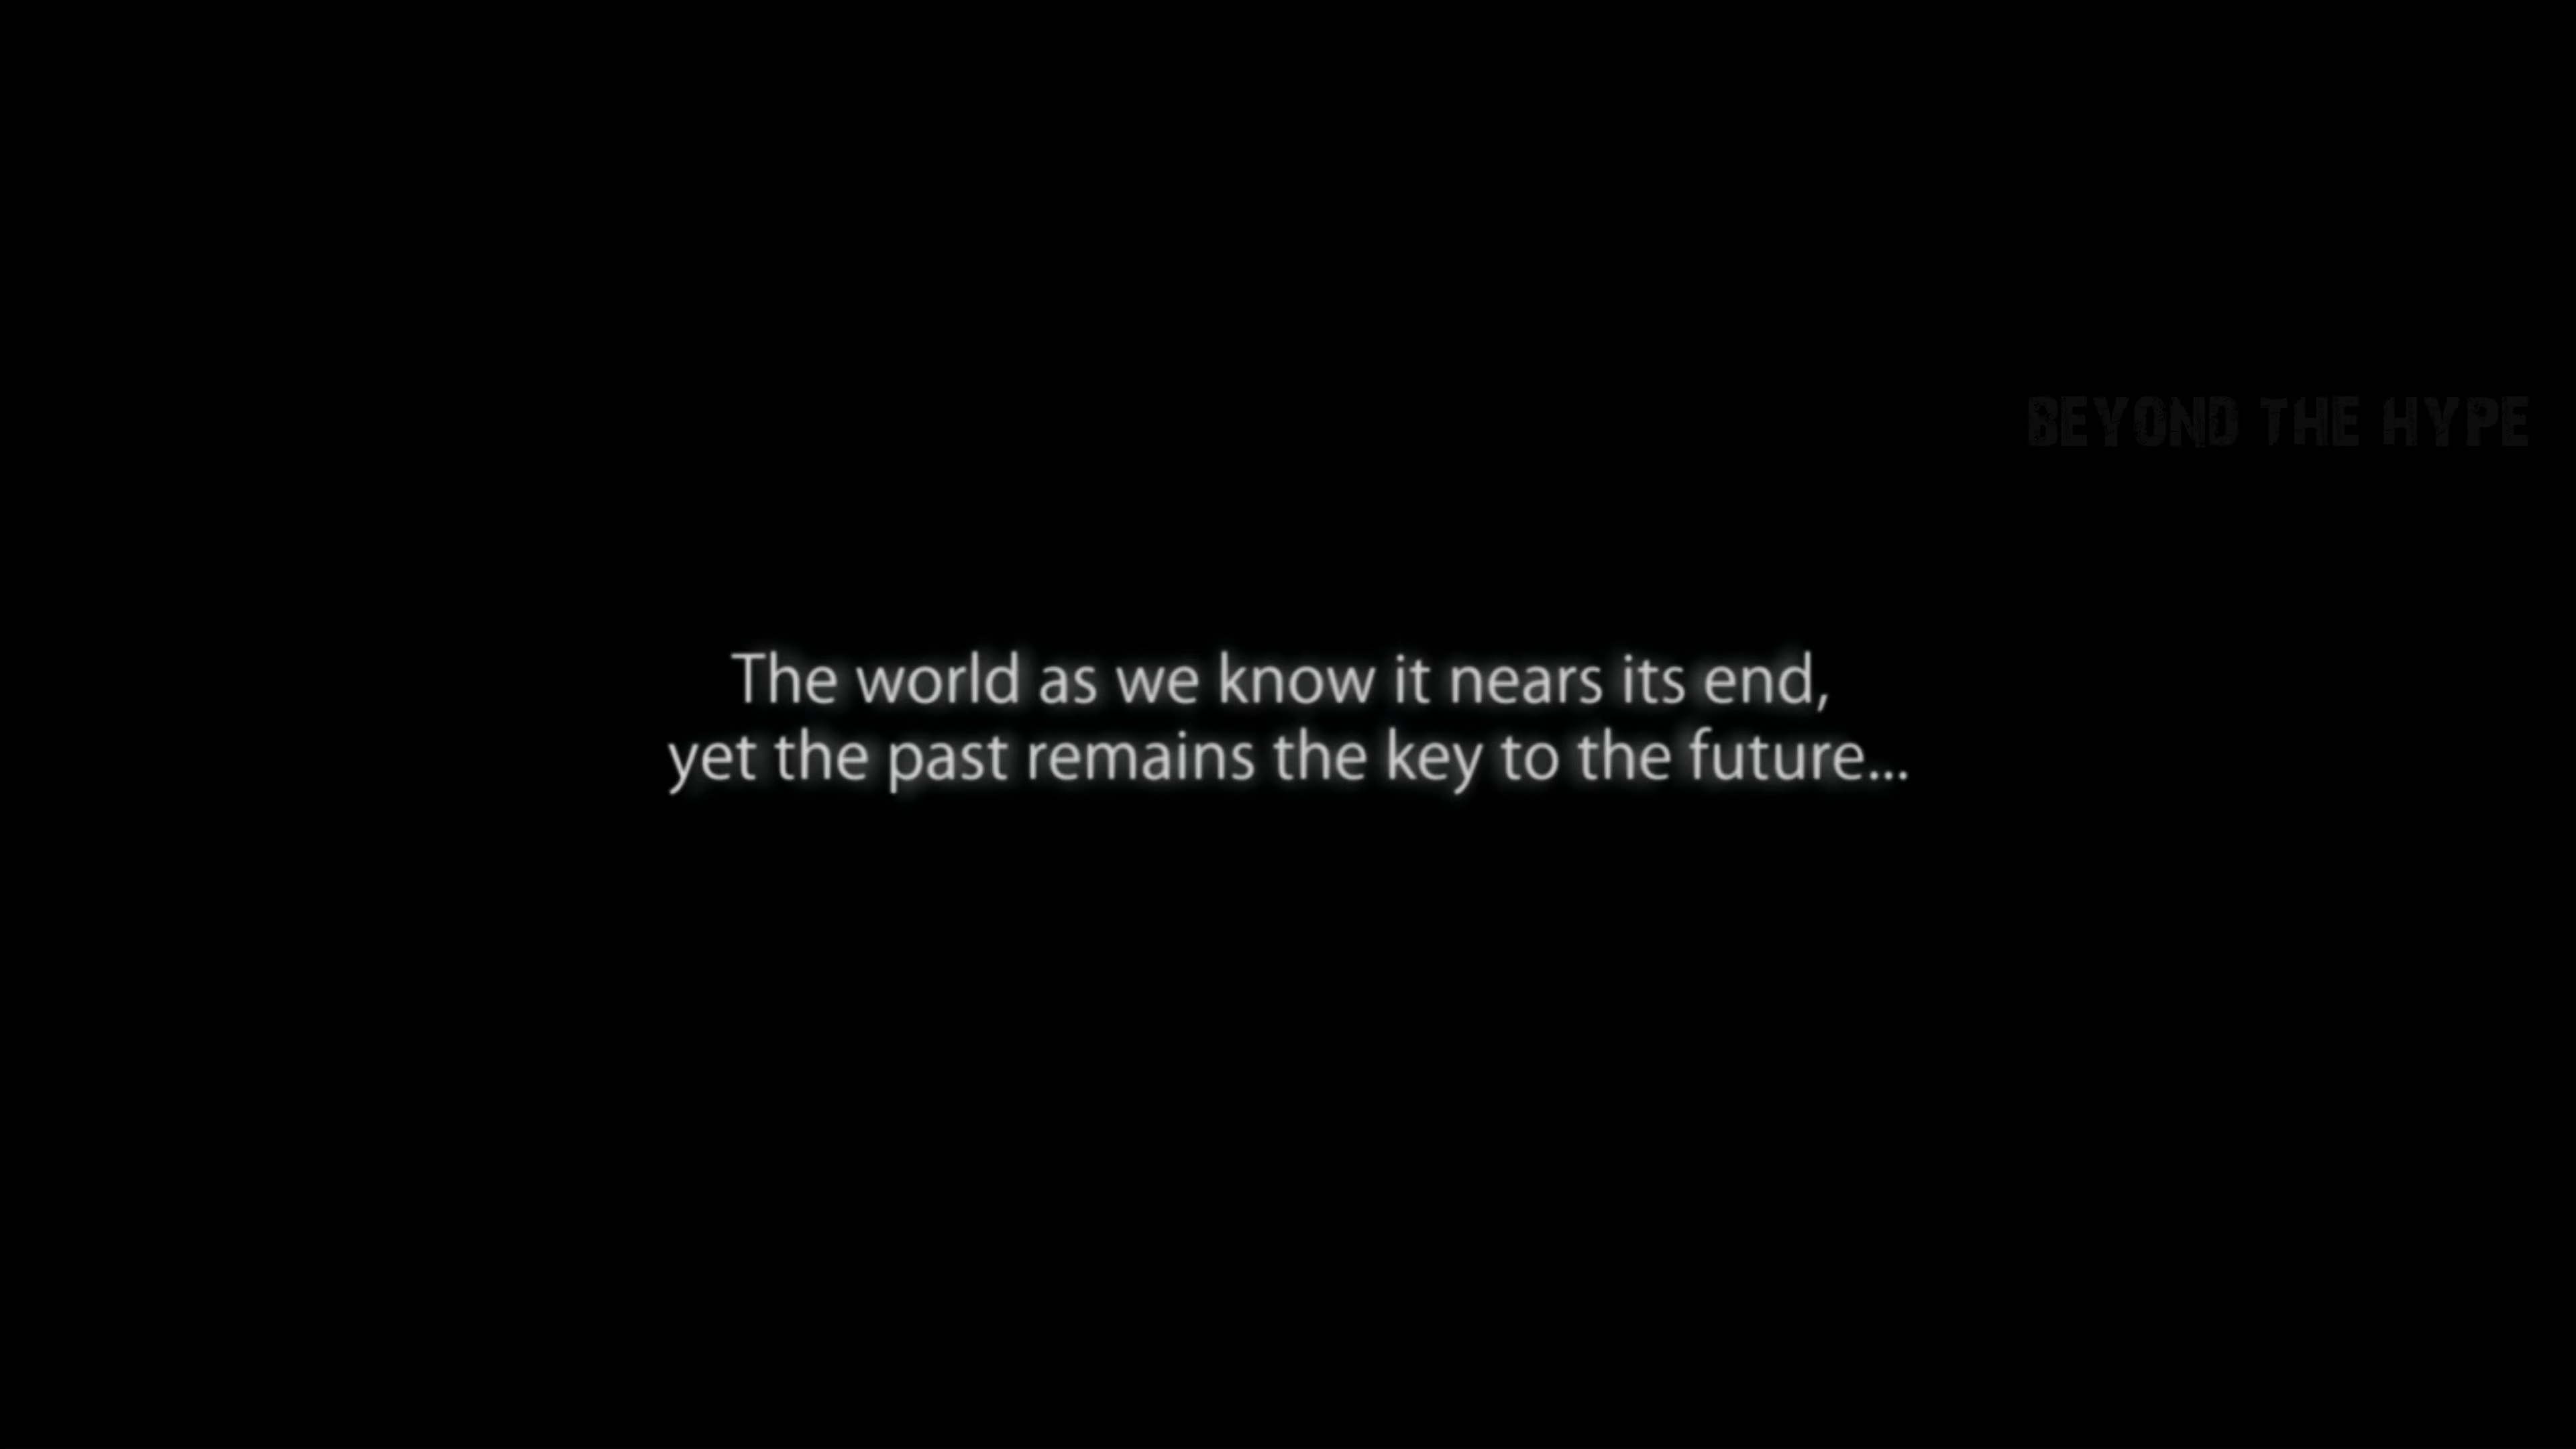 BEYOND THE HYPE
The world as we know it nears its end,
yet the past remains the key to the future...